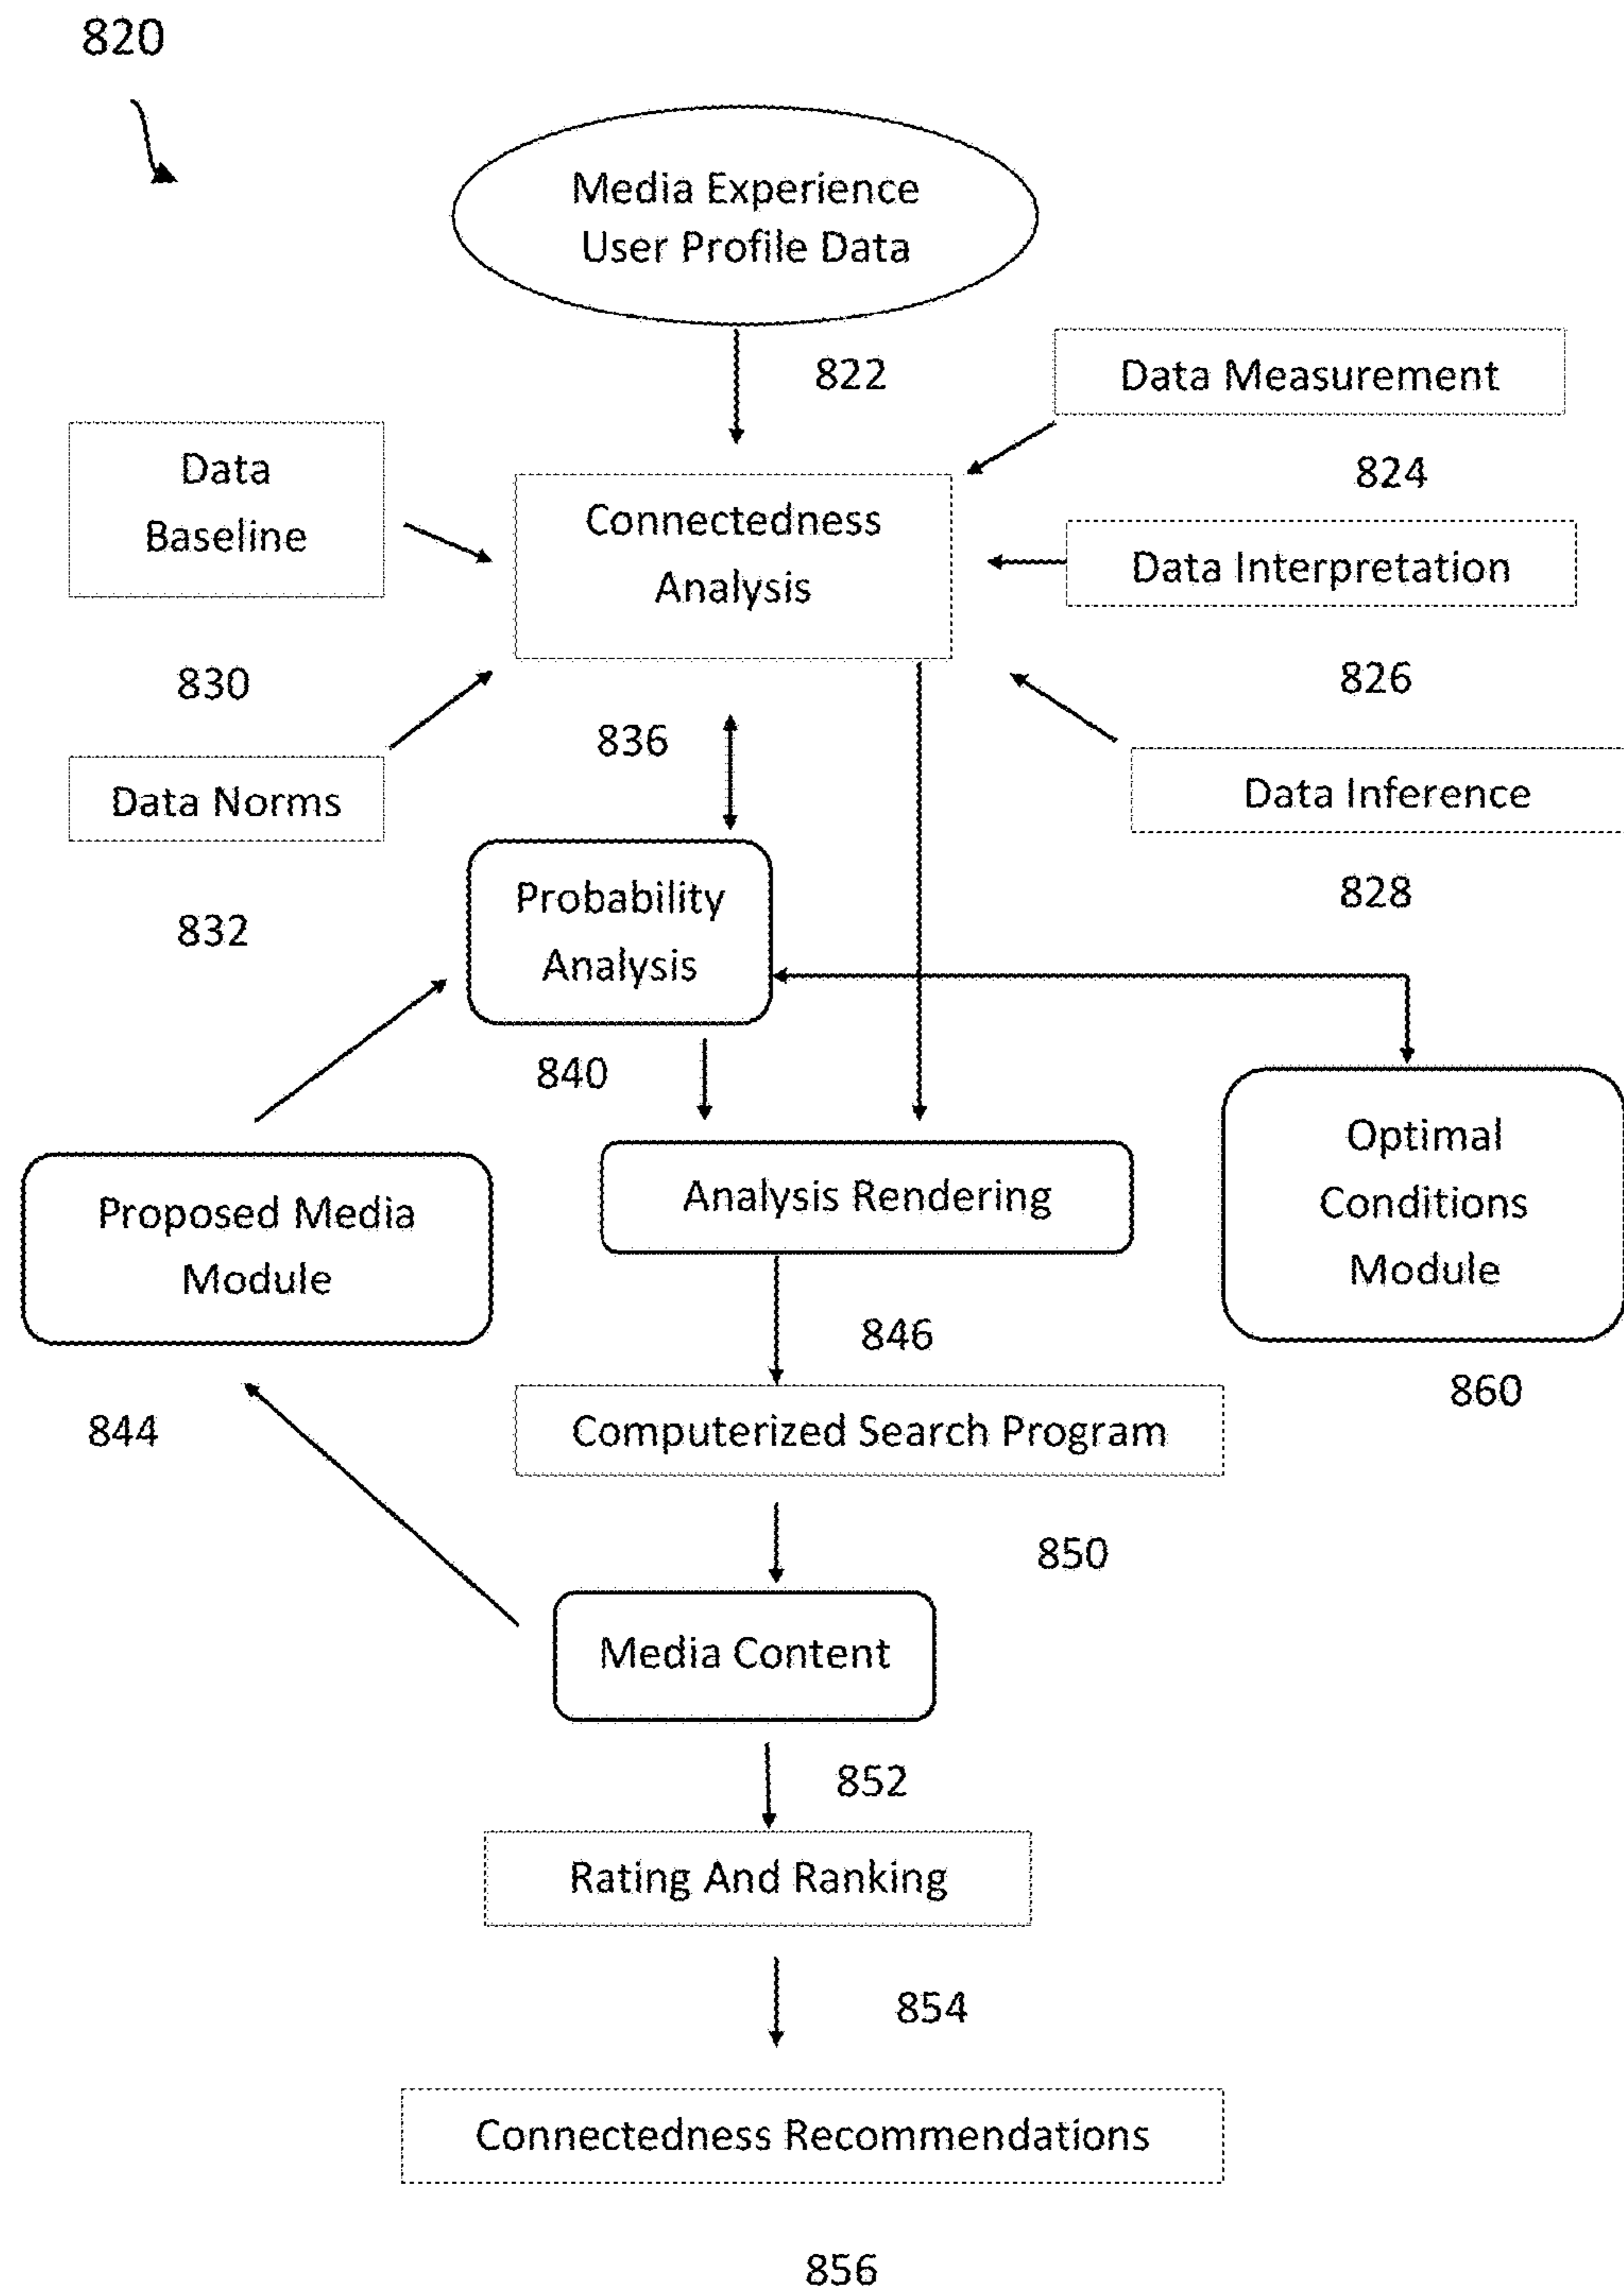 820
Media Experience
User Profile Data
822
Data Measurement
824
Data
Baseline
830
Connectedness
Analysis
836
Data Interpretation
826
Data Norms
832
Data Inference
828
Probability
Analysis
840
Proposed Media
Module
844
Analysis Rendering
846
Optimal
Conditions
Module
860
Computerized Search Program
850
Media Content
852
Rating And Ranking
854
Connectedness Recommendations
856